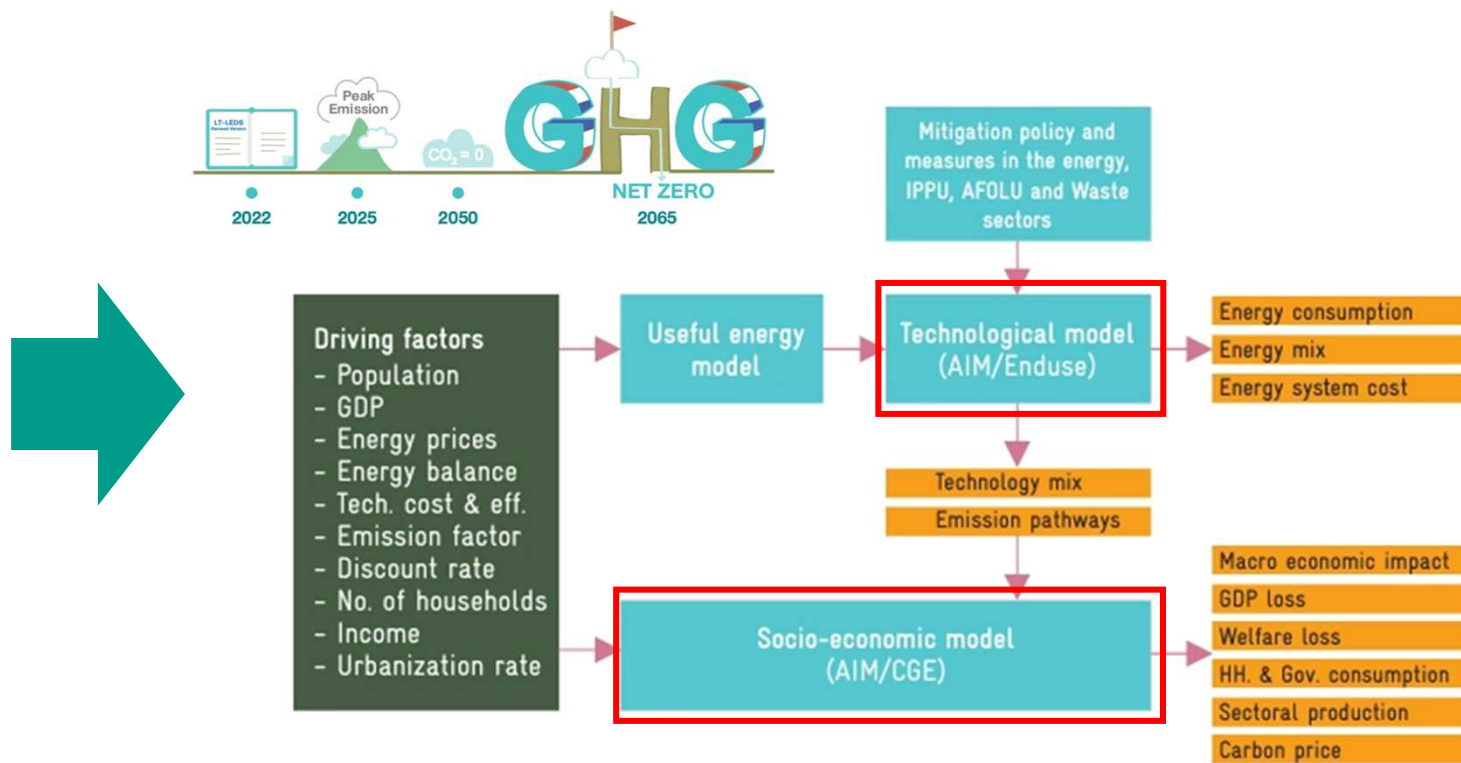 LT-LEDS
Revised Version
Peak
Emission
CO₂ = 0
GHG
NET ZERO
2022
2025
2050
2065
Mitigation policy and
measures in the energy,
IPPU, AFOLU and Waste
sectors
Driving factors
- Population
- GDP
- Energy prices
- Energy balance
- Tech. cost & eff.
- Emission factor
- Discount rate
- No. of households
- Income
- Urbanization rate
Useful energy
model
Technological model
(AIM/Enduse)
Energy consumption
Energy mix
Energy system cost
Technology mix
Emission pathways
Socio-economic model
(AIM/CGE)
Macro economic impact
GDP loss
Welfare loss
HH. & Gov. consumption
Sectoral production
Carbon price